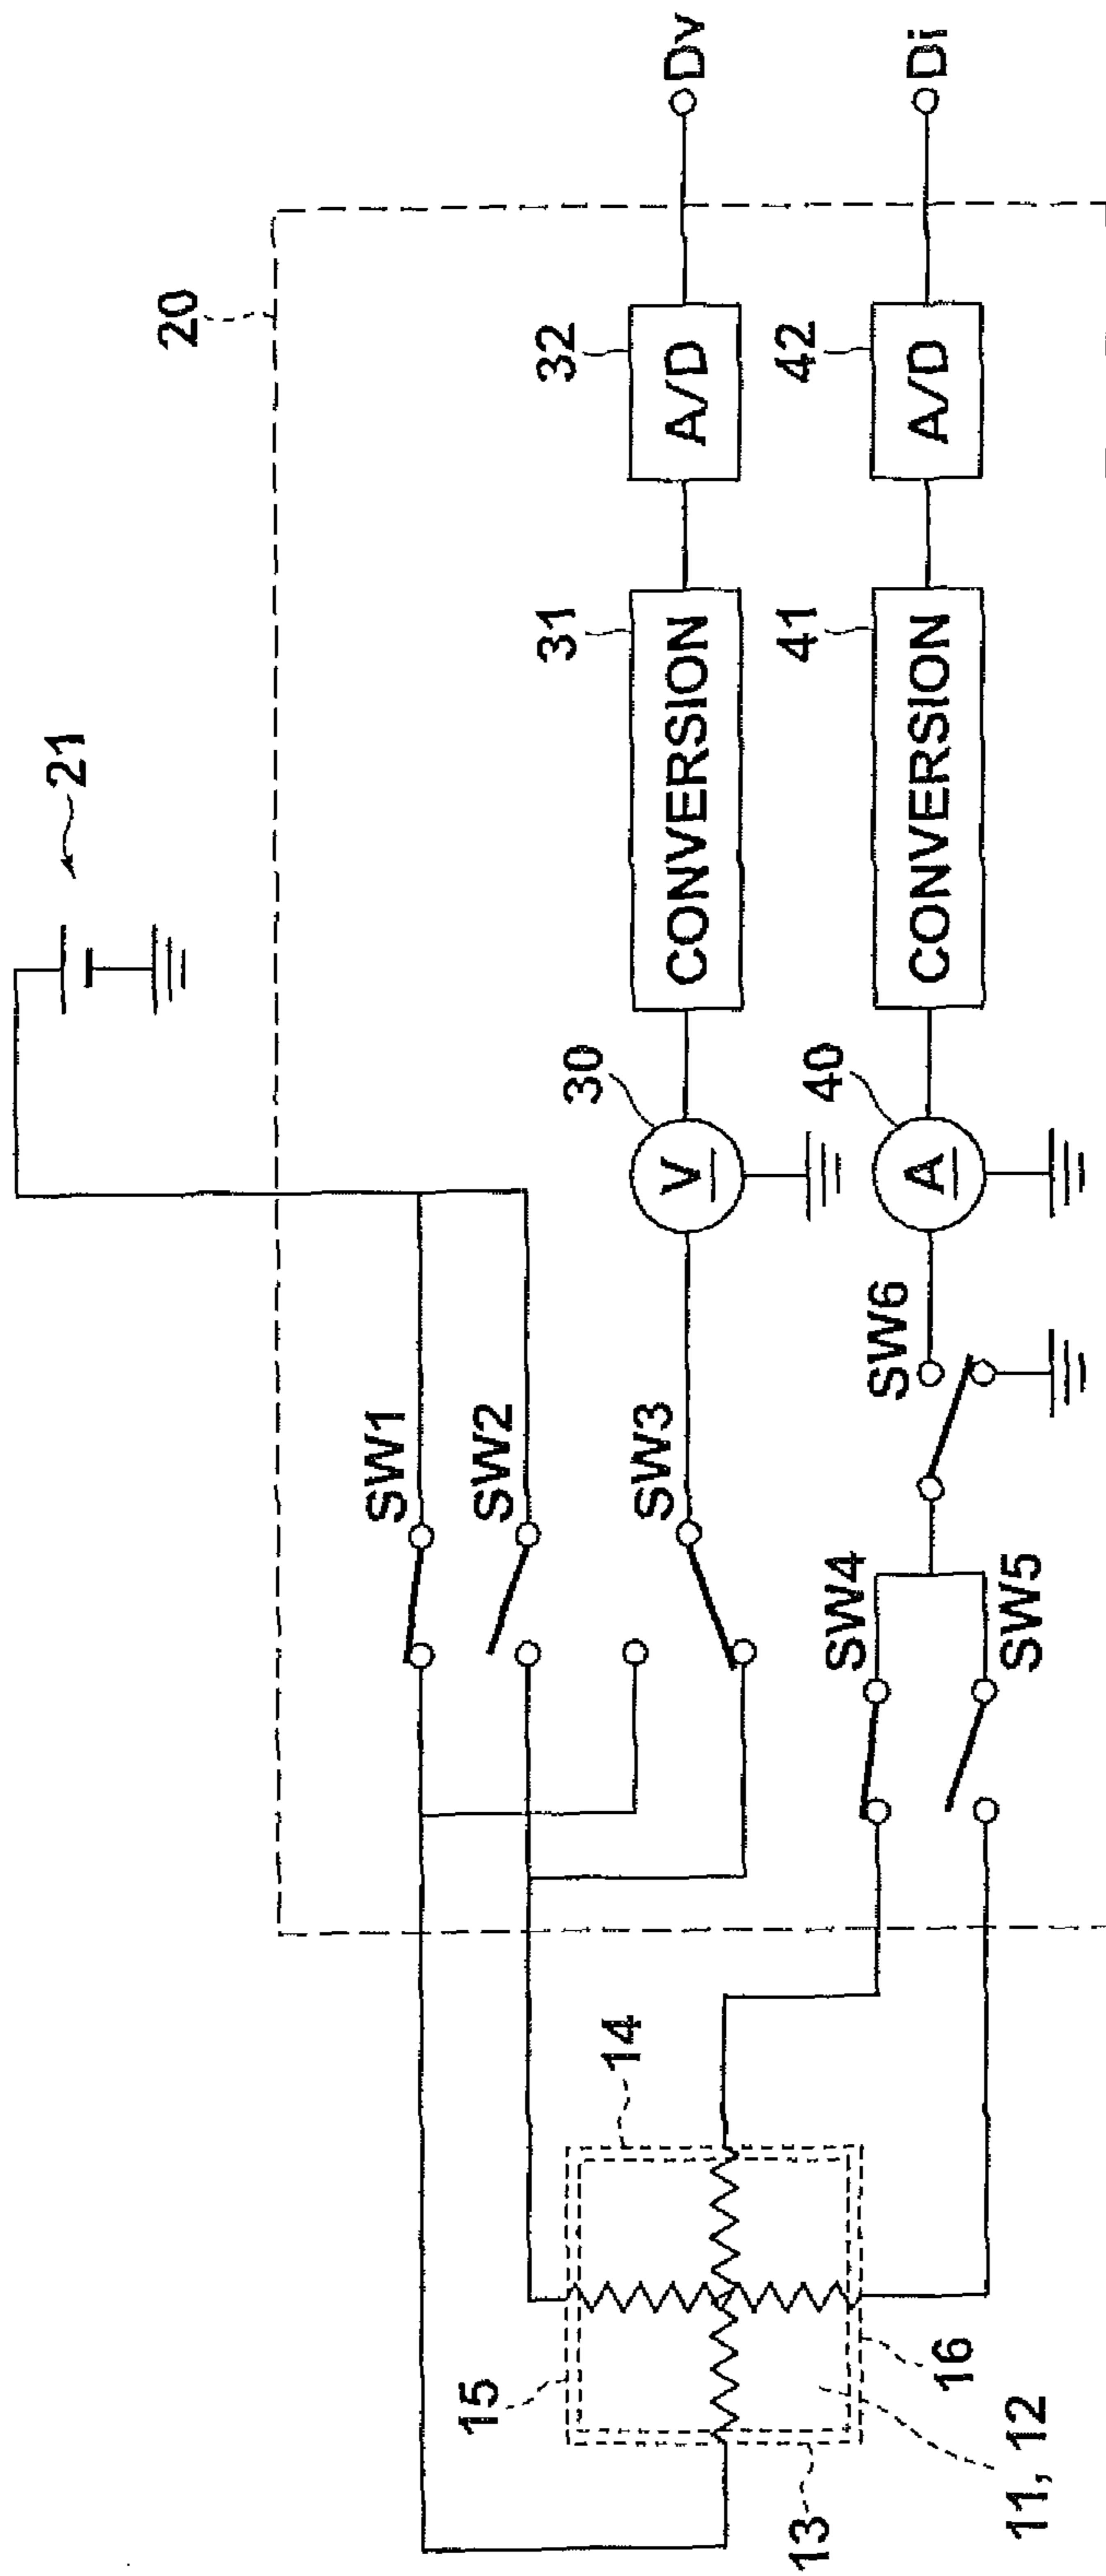 21
20
SW1
SW2
SW3
30
V
31
CONVERSION
32
A/D
Dv
SW4
SW5
SW6
40
A
41
CONVERSION
42
A/D
Di
15
14
13
16
11, 12